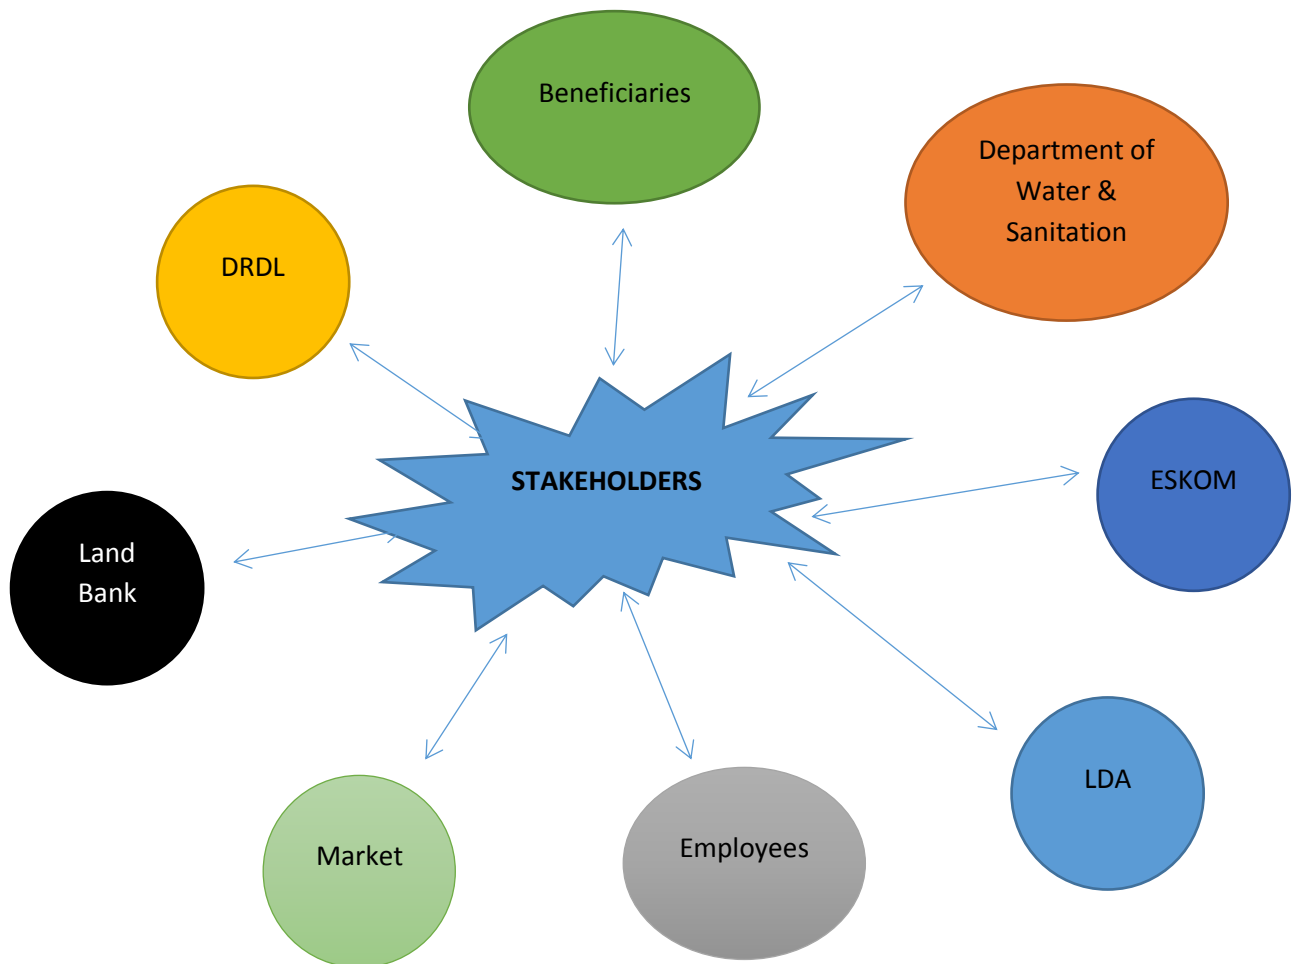 Beneficiaries
Department of
Water &
Sanitation
DRDL
ESKOM
STAKEHOLDERS
Land
Bank
LDA
Market
Employees